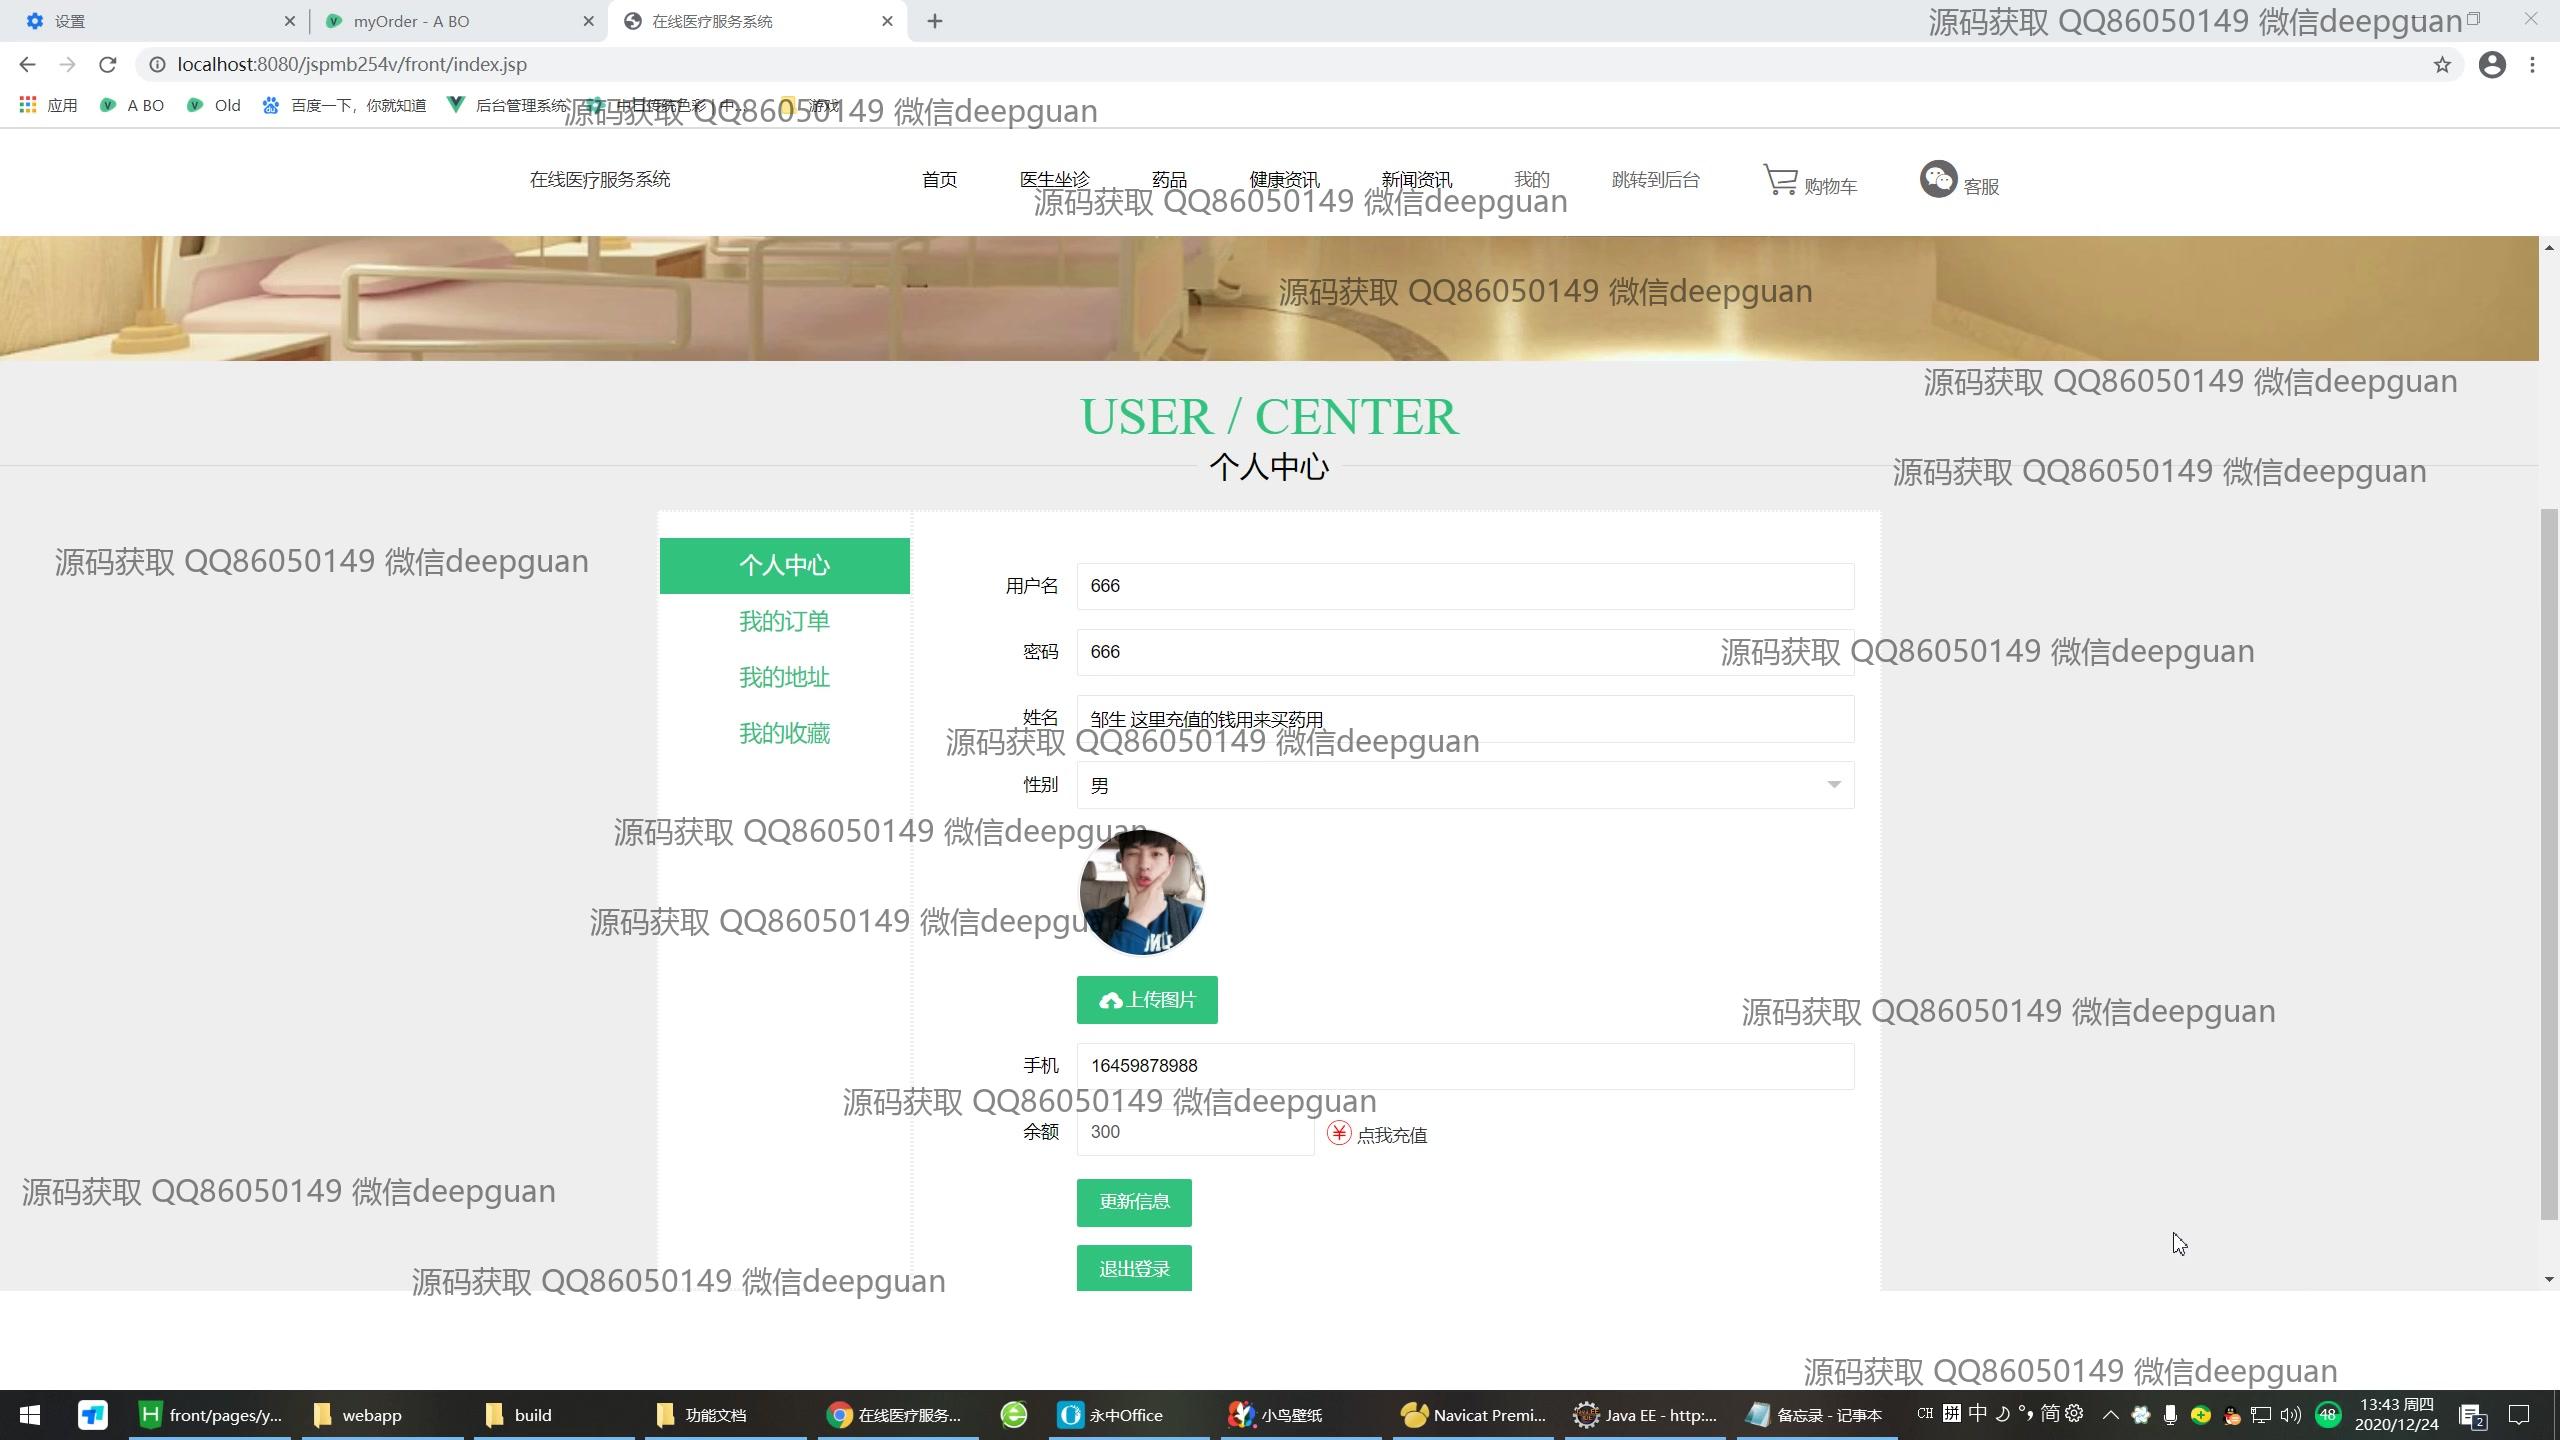 设置
myOrder - A BO
在线医疗服务系统
源码获取 QQ86050149 微信deepguan
localhost:8080/jspmb254v/front/index.jsp
应用 A BO Old 百度一下，你就知道 后台管理系统 中日传统色彩 | 中... 游戏
源码获取 QQ86050149 微信deepguan
在线医疗服务系统 首页 医生坐诊 药品 健康资讯 新闻资讯 我的 跳转到后台 购物车 客服
源码获取 QQ86050149 微信deepguan
源码获取 QQ86050149 微信deepguan
源码获取 QQ86050149 微信deepguan
USER / CENTER
个人中心
源码获取 QQ86050149 微信deepguan
源码获取 QQ86050149 微信deepguan
个人中心
我的订单
我的地址
我的收藏
用户名 666
密码 666
源码获取 QQ86050149 微信deepguan
姓名 邹生 这里充值的钱用来买药用
源码获取 QQ86050149 微信deepguan
性别 男
源码获取 QQ86050149 微信deepguan
源码获取 QQ86050149 微信deepgu
上传图片
源码获取 QQ86050149 微信deepguan
手机 16459878988
源码获取 QQ86050149 微信deepguan
余额 300 点我充值
源码获取 QQ86050149 微信deepguan
更新信息
退出登录
源码获取 QQ86050149 微信deepguan
源码获取 QQ86050149 微信deepguan
front/pages/y...
webapp
build
功能文档
在线医疗服务...
永中Office
小鸟壁纸
Navicat Premi...
Java EE - http:...
备忘录 - 记事本
CH 拼 中 简
48
13:43 周四
2020/12/24
2